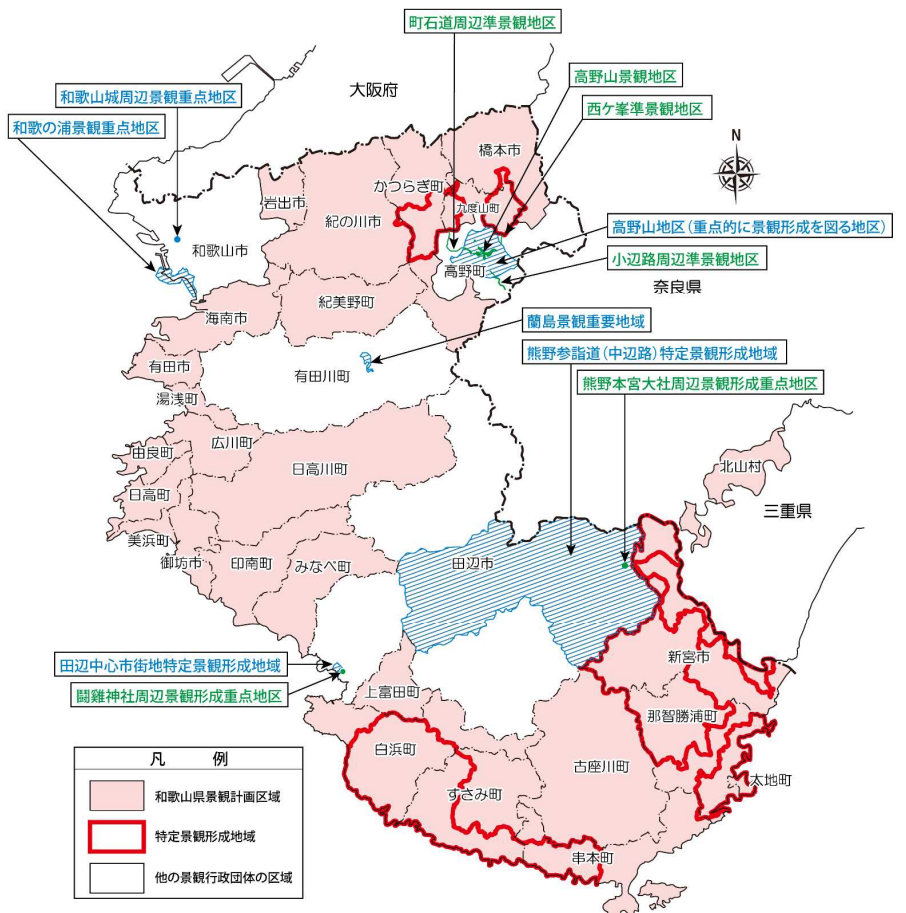 町石道周辺準景観地区
高野山景観地区
大阪府
和歌山城周辺景観重点地区
西ケ峯準景観地区
和歌の浦景観重点地区
橋本市
N
かつらぎ町
岩出市
九度山町
紀の川市
高野山地区(重点的に景観形成を図る地区)
和歌山市
小辺路周辺準景観地区
高野町
奈良県
紀美野町
海南市
蘭島景観重要地域
熊野参詣道(中辺路)特定景観形成地域
有田市
有田川町
熊野本宮大社周辺景観形成重点地区
湯浅町
広川町
由良町
北山村
日高川町
日高町
三重県
美浜町
御坊市
印南町
みなべ町
田辺市
新宮市
田辺中心市街地特定景観形成地域
上富田町
闘雞神社周辺景観形成重点地区
那智勝浦町
白浜町
古座川町
太地町
すさみ町
串本町
凡 例
和歌山県景観計画区域
特定景観形成地域
他の景観行政団体の区域